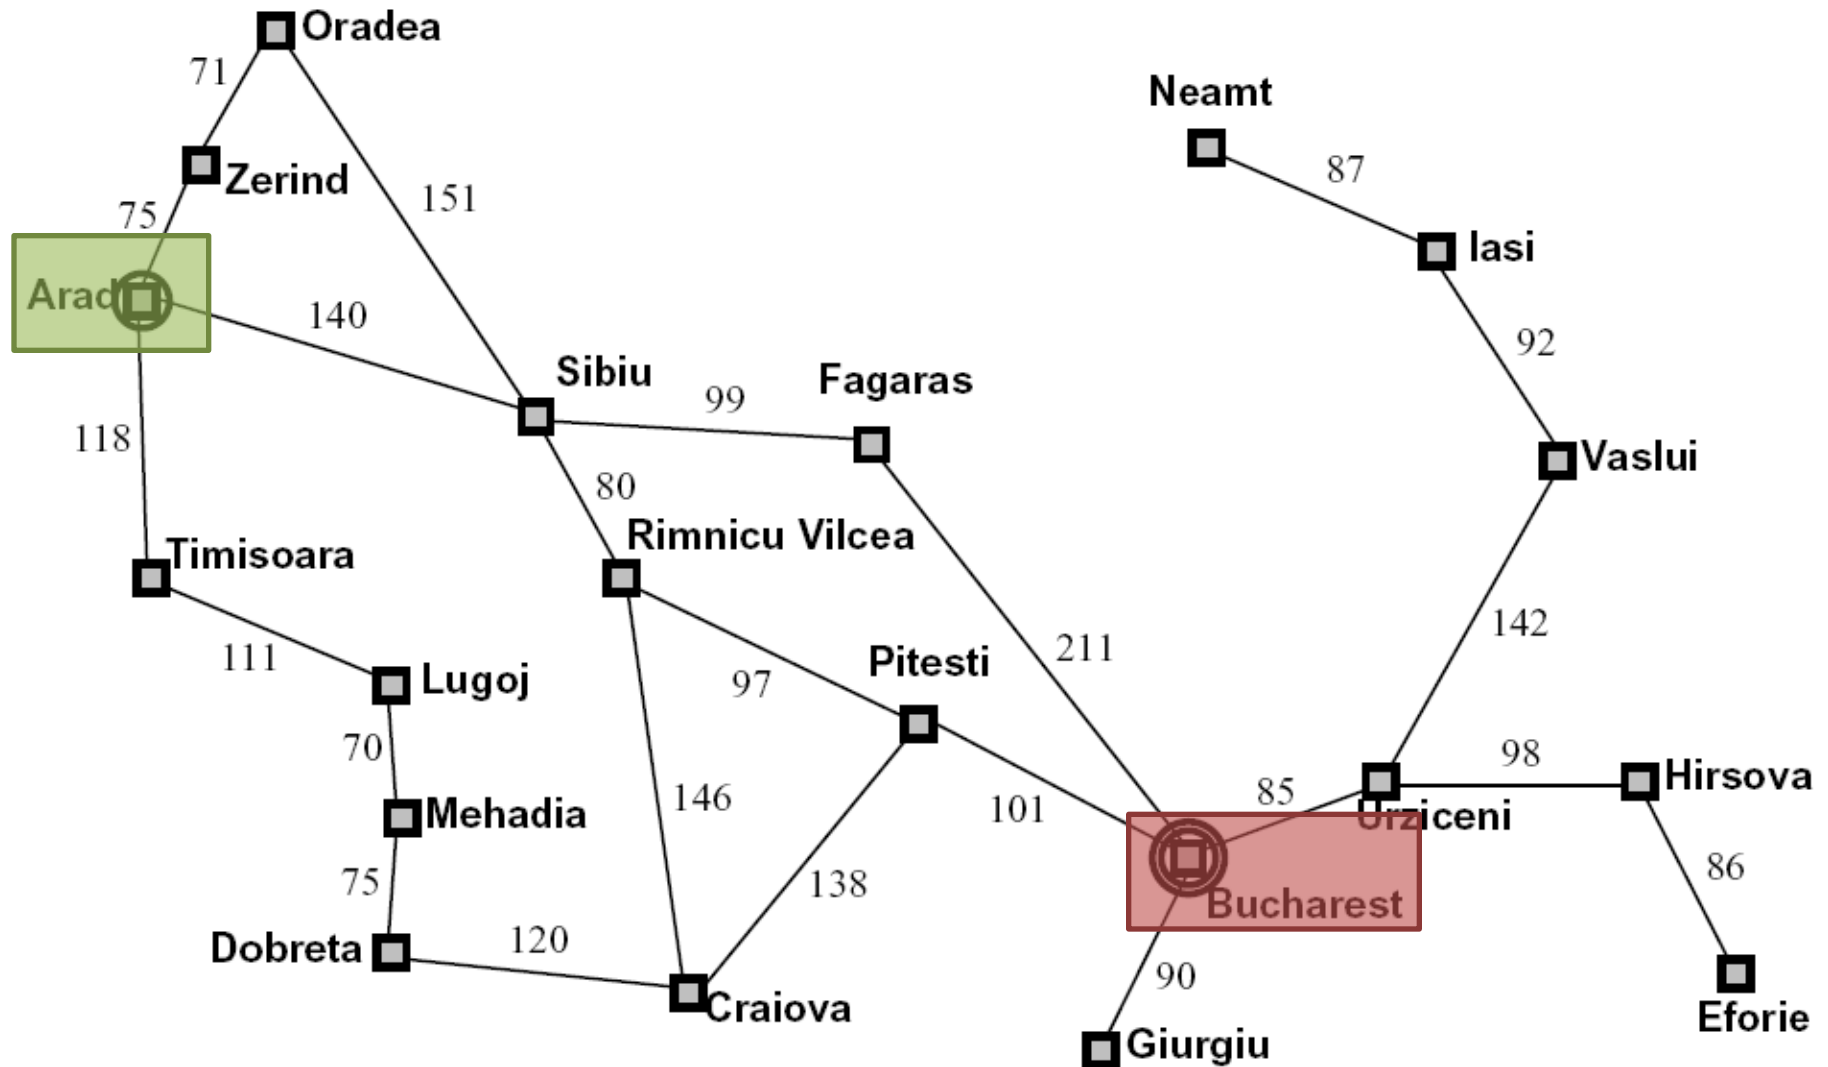 Oradea
71
Neamt
87
Zerind
151
75
Iasi
Arad
140
92
Sibiu
Fagaras
99
118
Vaslui
80
Rimnicu Vilcea
Timisoara
142
211
111
Pitesti
97
Lugoj
70
98
Hirsova
85
146
101
Mehadia
Urziceni
86
75
138
Bucharest
120
Dobreta
90
Craiova
Eforie
Giurgiu